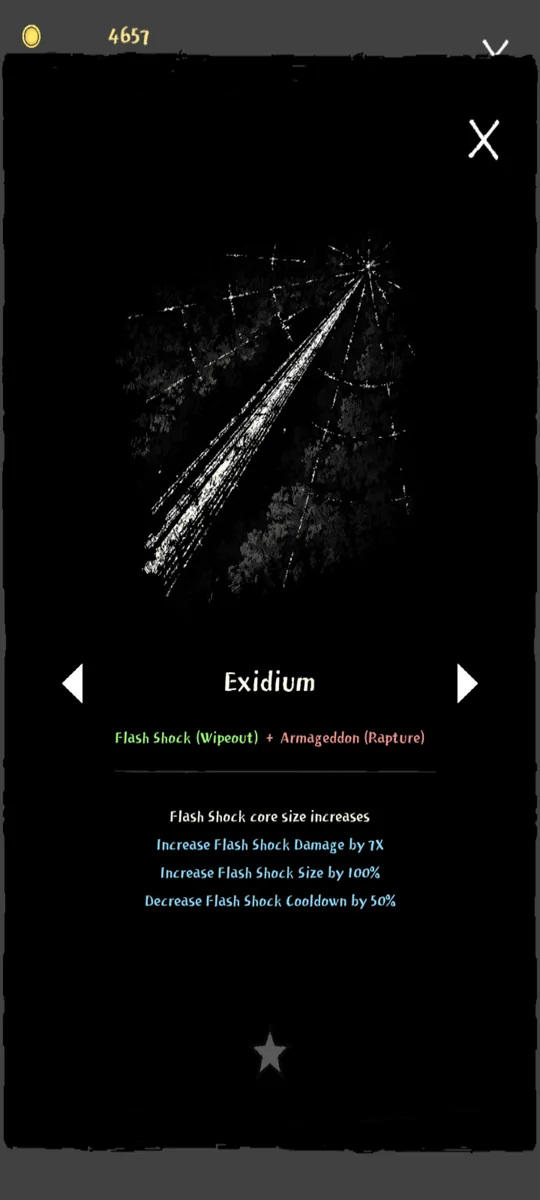 4657
X
Exidium
Flash Shock (Wipeout) + Armageddon (Rapture)
Flash Shock core size increases
Increase Flash Shock Damage by 7X
Increase Flash Shock Size by 100%
Decrease Flash Shock Cooldown by 50%